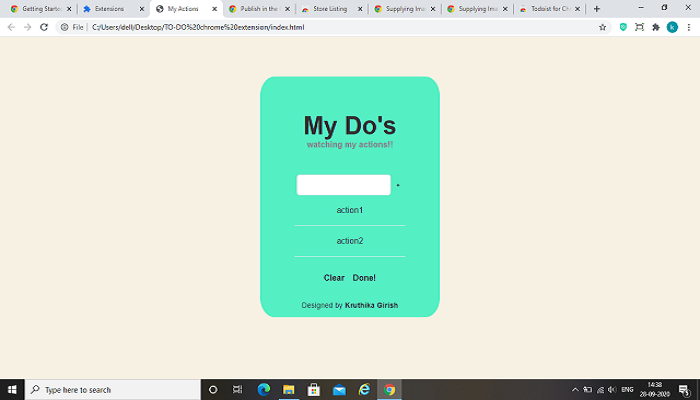 Getting Starte
Extensions
My Actions
Publish in the
Store Listing
Supplying Ima
Supplying Ima
Todoist for Ch
File
C:/Users/dell/Desktop/TO-DO%20chrome%20extension/index.html
k
My Do's
watching my actions!!
action1
action2
Clear Done!
Designed by Kruthika Girish
Type here to search
ENG
14:38
28-09-2020